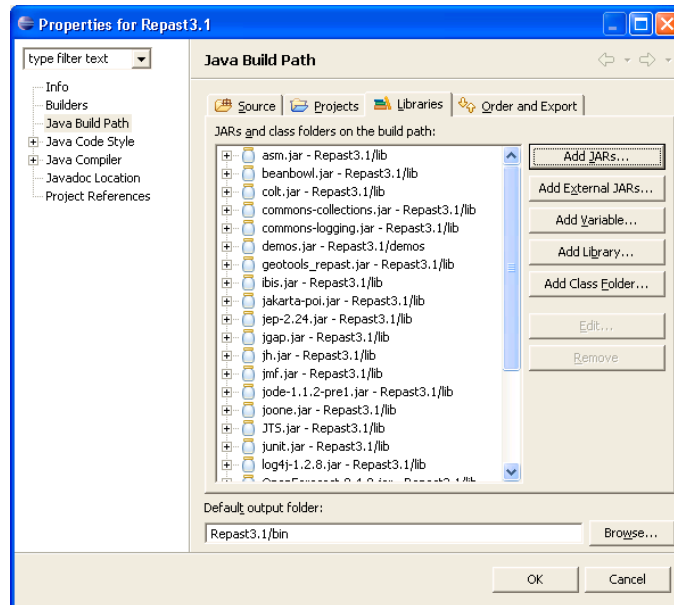 Properties for Repast3.1
type filter text
Java Build Path
Info
Builders
Java Build Path
Java Code Style
Java Compiler
Javadoc Location
Project References
Source
Projects
Libraries
Order and Export
JARs and class folders on the build path:
asm.jar - Repast3.1/lib
beanbowl.jar - Repast3.1/lib
colt.jar - Repast3.1/lib
commons-collections.jar - Repast3.1/lib
commons-logging.jar - Repast3.1/lib
demos.jar - Repast3.1/demos
geotools_repast.jar - Repast3.1/lib
ibis.jar - Repast3.1/lib
jakarta-poi.jar - Repast3.1/lib
jep-2.24.jar - Repast3.1/lib
jgap.jar - Repast3.1/lib
jh.jar - Repast3.1/lib
jmf.jar - Repast3.1/lib
jode-1.1.2-pre1.jar - Repast3.1/lib
joone.jar - Repast3.1/lib
JTS.jar - Repast3.1/lib
junit.jar - Repast3.1/lib
log4j-1.2.8.jar - Repast3.1/lib
Add JARs...
Add External JARs...
Add Variable...
Add Library...
Add Class Folder...
Edit...
Remove
Default output folder:
Repast3.1/bin
Browse...
OK
Cancel